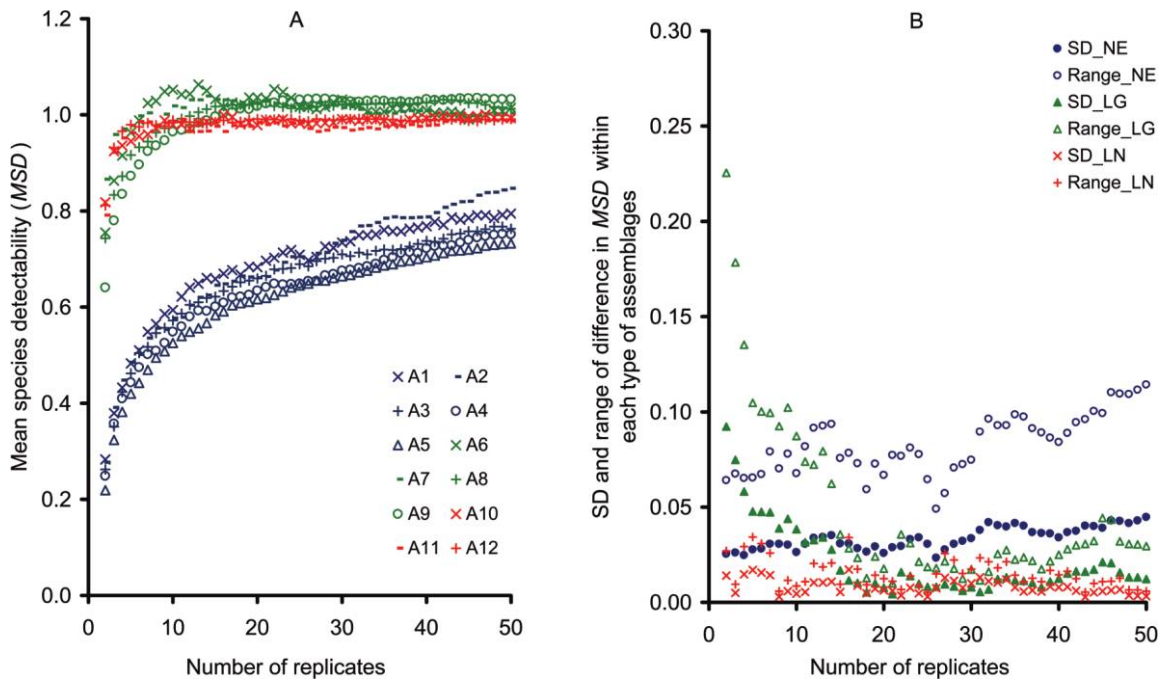 A
Mean species detectability (MSD)
1.2
1.0
0.8
0.6
0.4
0.2
0.0
A1 A2
A3 A4
A5 A6
A7 A8
A9 A10
A11 A12
0 10 20 30 40 50
Number of replicates
B
SD and range of difference in MSD within
each type of assemblages
0.30
0.25
0.20
0.15
0.10
0.05
0.00
SD_NE
Range_NE
SD_LG
Range_LG
SD_LN
Range_LN
0 10 20 30 40 50
Number of replicates